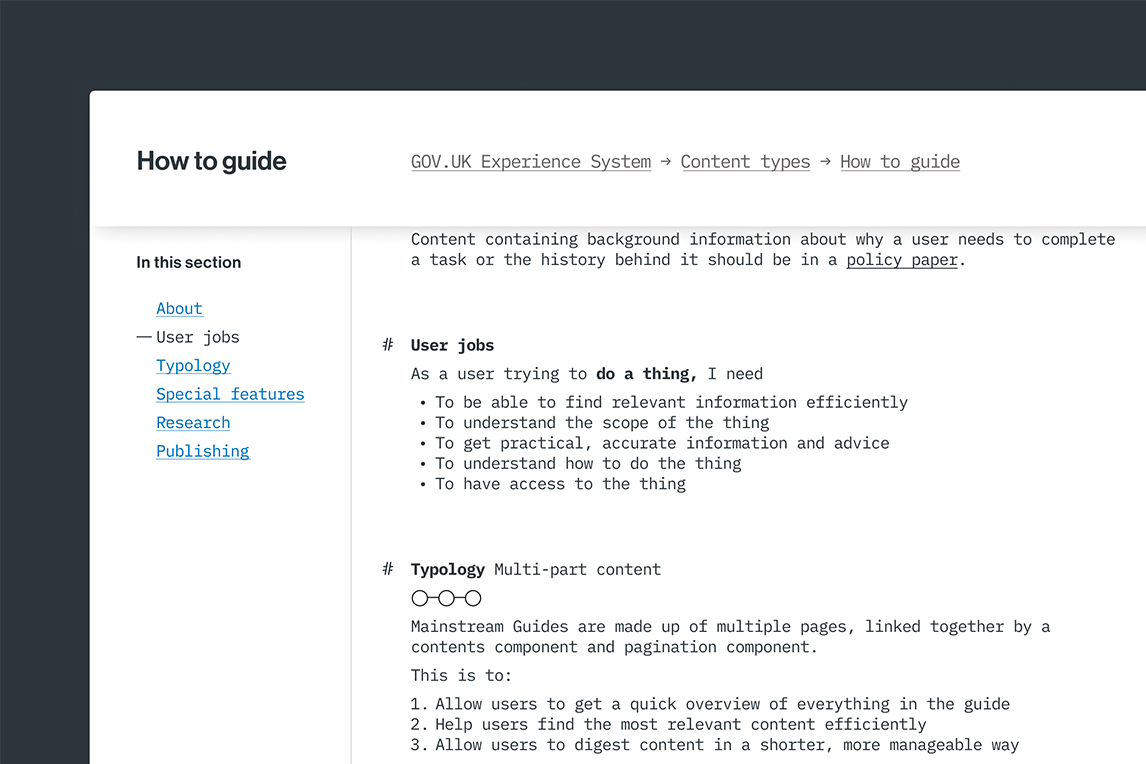 How to guide
GOV.UK Experience System → Content types → How to guide
In this section
About
— User jobs
Typology
Special features
Research
Publishing
Content containing background information about why a user needs to complete
a task or the history behind it should be in a policy paper.
# User jobs
As a user trying to do a thing, I need
• To be able to find relevant information efficiently
• To understand the scope of the thing
• To get practical, accurate information and advice
• To understand how to do the thing
• To have access to the thing
# Typology Multi-part content
Mainstream Guides are made up of multiple pages, linked together by a
contents component and pagination component.
This is to:
1. Allow users to get a quick overview of everything in the guide
2. Help users find the most relevant content efficiently
3. Allow users to digest content in a shorter, more manageable way